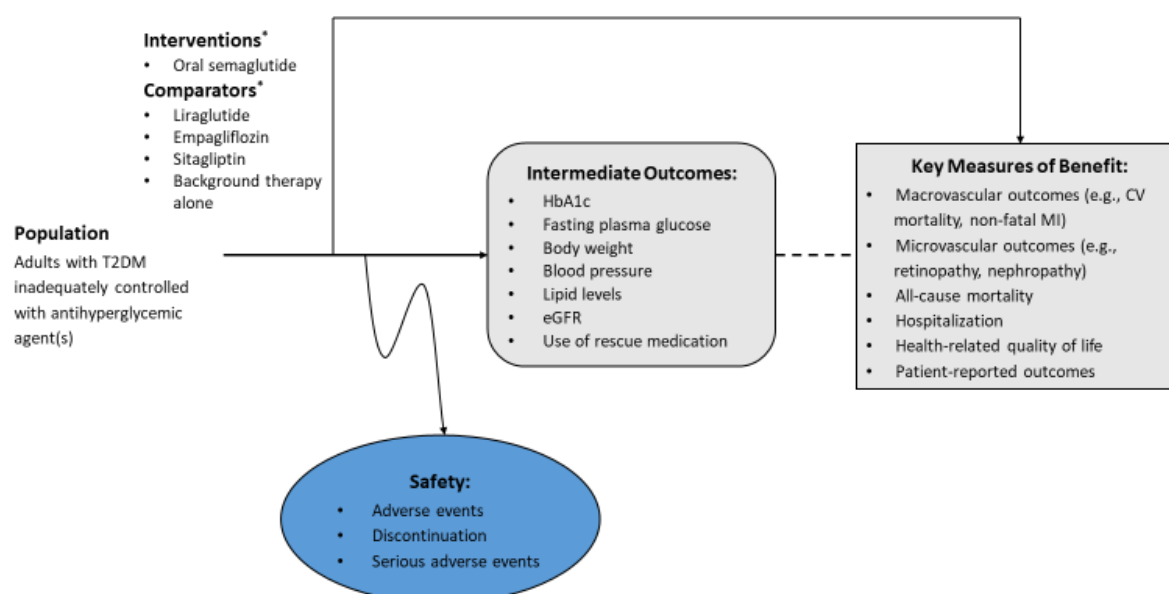 Interventions*
• Oral semaglutide
Comparators*
• Liraglutide
• Empagliflozin
• Sitagliptin
• Background therapy
alone
Population
Adults with T2DM
inadequately controlled
with antihyperglycemic
agent(s)
Intermediate Outcomes:
• HbA1c
• Fasting plasma glucose
• Body weight
• Blood pressure
• Lipid levels
• eGFR
• Use of rescue medication
Key Measures of Benefit:
• Macrovascular outcomes (e.g., CV
mortality, non-fatal MI)
• Microvascular outcomes (e.g.,
retinopathy, nephropathy)
• All-cause mortality
• Hospitalization
• Health-related quality of life
• Patient-reported outcomes
Safety:
• Adverse events
• Discontinuation
• Serious adverse events